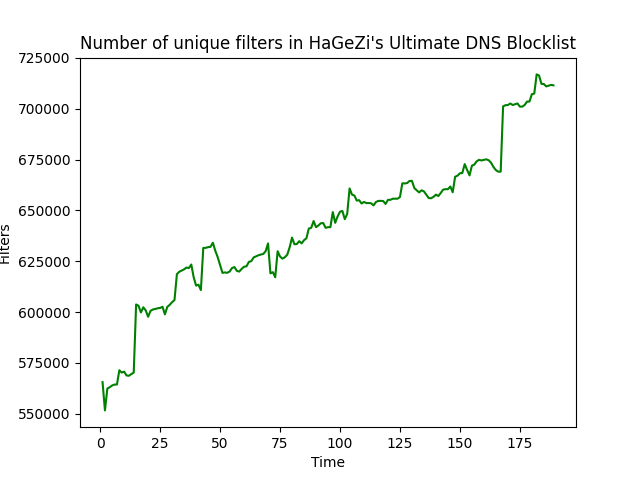 Number of unique filters in HaGeZi's Ultimate DNS Blocklist
725000
700000
675000
650000
625000
600000
575000
550000
Filters
0 25 50 75 100 125 150 175
Time